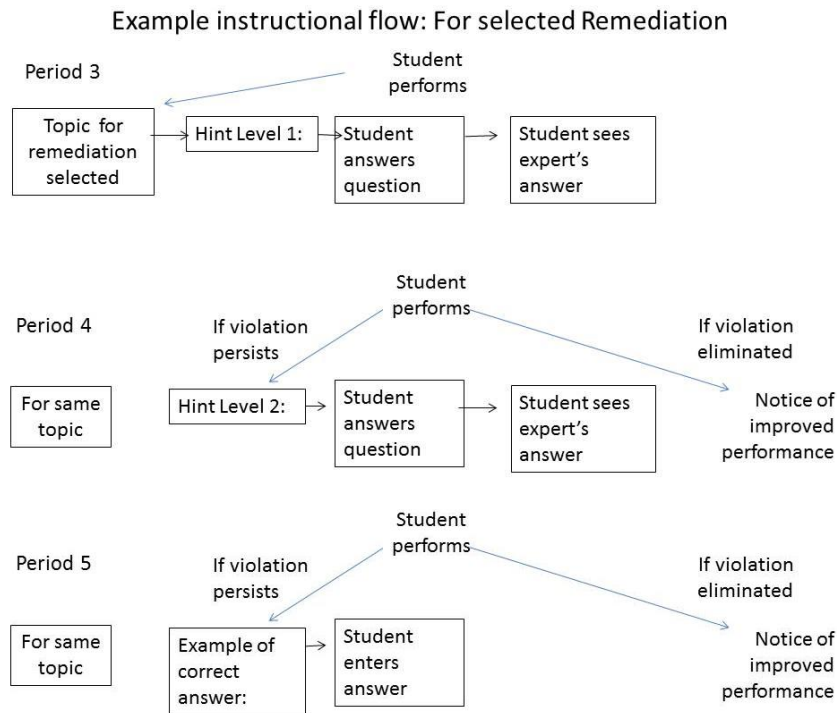 Example instructional flow: For selected Remediation
Period 3
Student
performs
Topic for
remediation
selected
Hint Level 1:
Student
answers
question
Student sees
expert's
answer
Period 4
Student
performs
If violation
persists
If violation
eliminated
For same
topic
Hint Level 2:
Student
answers
question
Student sees
expert's
answer
Notice of
improved
performance
Period 5
Student
performs
If violation
persists
If violation
eliminated
For same
topic
Example of
correct
answer:
Student
enters
answer
Notice of
improved
performance